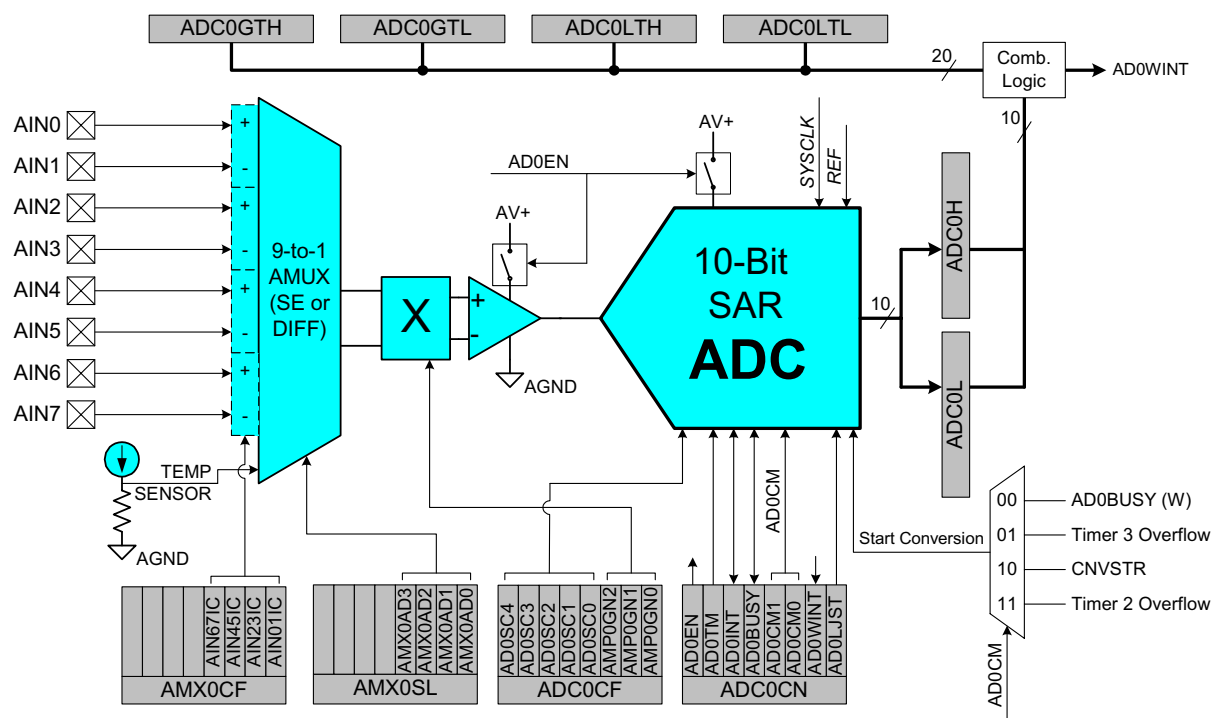 ADC0GTH
ADC0GTL
ADC0LTH
ADC0LTL
20
Comb.
Logic
AD0WINT
10
AIN0
AIN1
AIN2
AIN3
AIN4
AIN5
AIN6
AIN7
+
-
+
-
+
-
+
-
9-to-1
AMUX
(SE or
DIFF)
X
+
-
AV+
AGND
AD0EN
AV+
SYSCLK
REF
10-Bit
SAR
ADC
10
ADC0H
ADC0L
TEMP
SENSOR
AGND
AD0CM
Start Conversion
00
01
10
11
AD0BUSY (W)
Timer 3 Overflow
CNVSTR
Timer 2 Overflow
AD0CM
AIN67IC
AIN45IC
AIN23IC
AIN01IC
AMX0CF
AMX0AD3
AMX0AD2
AMX0AD1
AMX0AD0
AMX0SL
AD0SC4
AD0SC3
AD0SC2
AD0SC1
AD0SC0
AMP0GN2
AMP0GN1
AMP0GN0
ADC0CF
AD0EN
AD0TM
AD0INT
AD0BUSY
AD0CM1
AD0CM0
AD0WINT
AD0LJST
ADC0CN